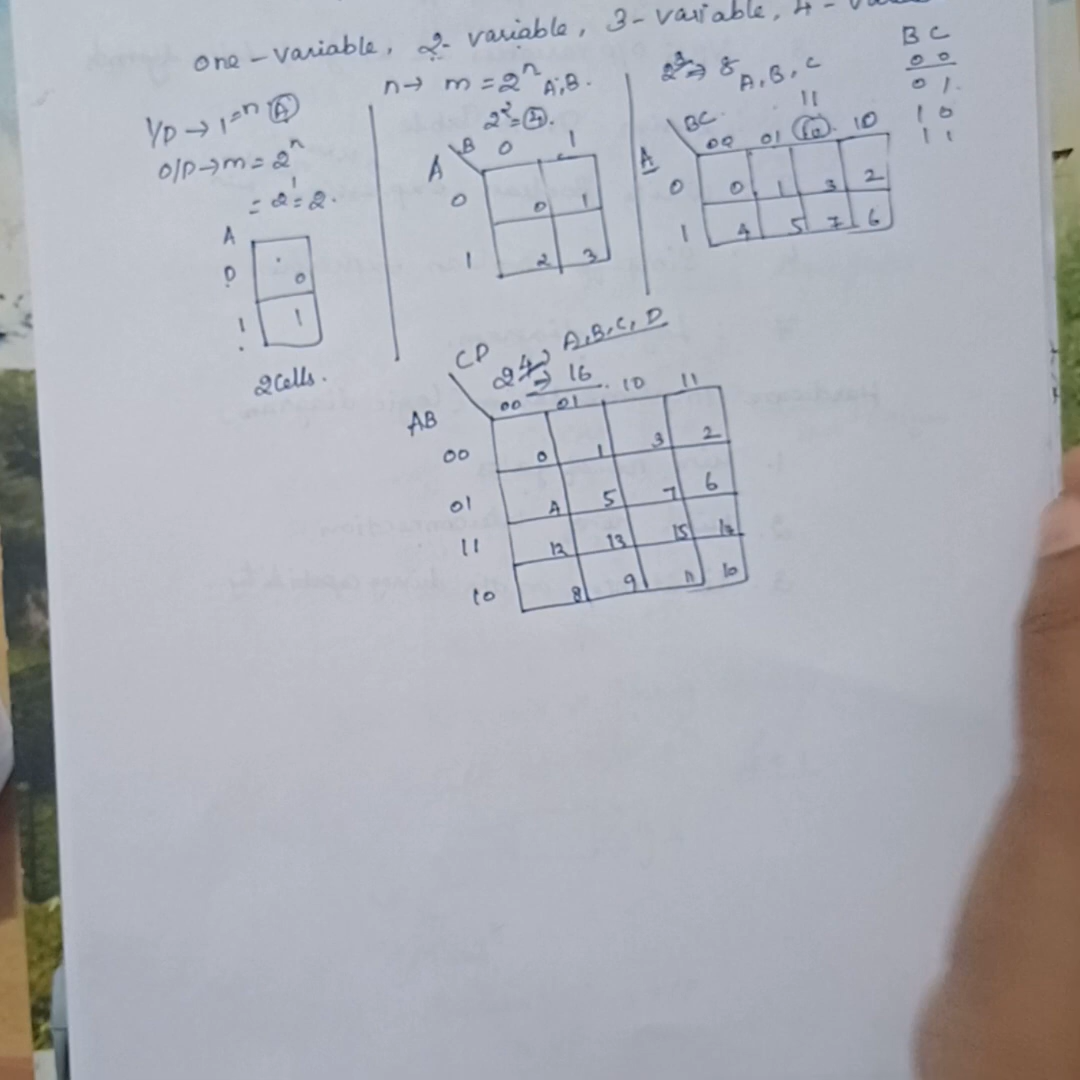 one-variable, 2- variable, 3-variable, 4-
I/P → 1 = n (A)
O/P → m = 2^n
= 2^1 = 2.
A
0 0
1 1
2 Cells.
n → m = 2^n A, B.
2^2 = 4.
B 0 1
A
0 0 1
1 2 3
2^3 ⇒ 8 A, B, C
11
BC 00 01 10 10
A
0 0 1 3 2
1 4 5 7 6
B C
0 0
0 1.
1 0
1 1
2^4 ⇒ 16 A, B, C, D
CD 00 01 10 11
AB
00 0 1 3 2
01 4 5 7 6
11 12 13 15 14
10 8 9 11 10